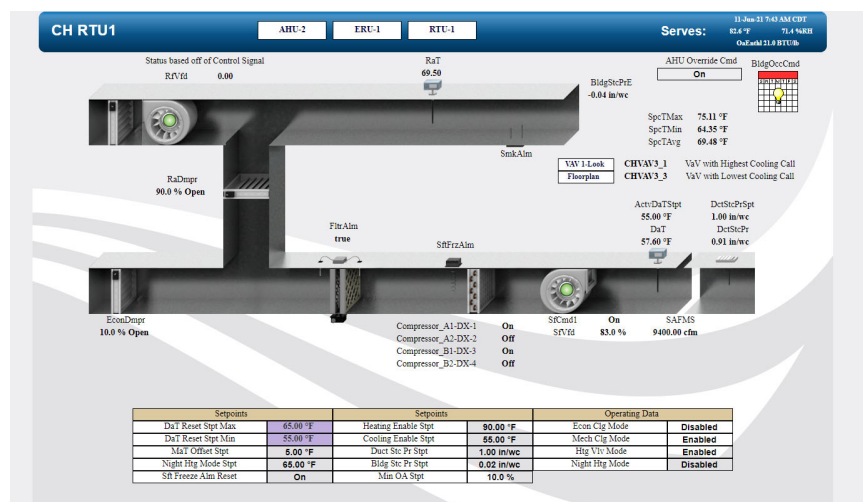 CH RTU1
AHU-2
ERU-1
RTU-1
Serves:
11-Jun-21 7:43 AM CDT
82.6 °F 71.4 %RH
OaEnthl 21.0 BTU/lb
Status based off of Control Signal
RfVfd 0.00
RaT
69.50
BldgStcPrE
-0.04 in/wc
AHU Override Cmd
On
BldgOccCmd
S M T W T F S
SpcTMax 75.11 °F
SpcTMin 64.35 °F
SpcTAvg 69.48 °F
SmkAlm
VAV 1-Look CHVAV3_1 VaV with Highest Cooling Call
Floorplan CHVAV3_3 VaV with Lowest Cooling Call
RaDmpr
90.0 % Open
ActvDaTStpt
55.00 °F
DaT
57.60 °F
DctStcPrSpt
1.00 in/wc
DctStcPr
0.91 in/wc
FltrAlm
true
SftFrzAlm
EconDmpr
10.0 % Open
Compressor_A1-DX-1 On
Compressor_A2-DX-2 Off
Compressor_B1-DX-3 On
Compressor_B2-DX-4 Off
SfCmd1 On
SfVfd 83.0 %
SAFMS
9400.00 cfm
Setpoints Setpoints Operating Data
DaT Reset Stpt Max 65.00 °F Heating Enable Stpt 90.00 °F Econ Clg Mode Disabled
DaT Reset Stpt Min 55.00 °F Cooling Enable Stpt 55.00 °F Mech Clg Mode Enabled
MaT Offset Stpt 5.00 °F Duct Stc Pr Stpt 1.00 in/wc Htg Vlv Mode Enabled
Night Htg Mode Stpt 65.00 °F Bldg Stc Pr Stpt 0.02 in/wc Night Htg Mode Disabled
Sft Freeze Alm Reset On Min OA Stpt 10.0 %